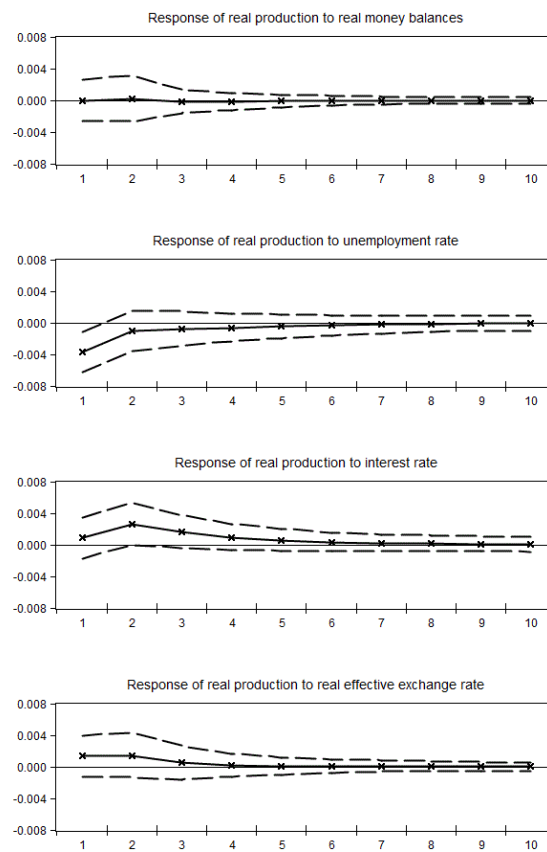 Response of real production to real money balances
0.008
0.004
0.000
-0.004
-0.008
1 2 3 4 5 6 7 8 9 10
Response of real production to unemployment rate
0.008
0.004
0.000
-0.004
-0.008
1 2 3 4 5 6 7 8 9 10
Response of real production to interest rate
0.008
0.004
0.000
-0.004
-0.008
1 2 3 4 5 6 7 8 9 10
Response of real production to real effective exchange rate
0.008
0.004
0.000
-0.004
-0.008
1 2 3 4 5 6 7 8 9 10